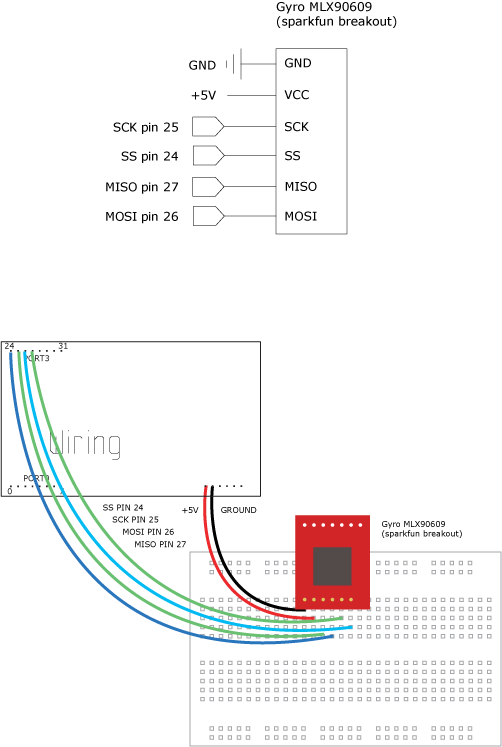 Gyro MLX90609
(sparkfun breakout)
GND
GND
+5V
VCC
SCK pin 25
SCK
SS pin 24
SS
MISO pin 27
MISO
MOSI pin 26
MOSI
24
31
PORT3
Wiring
PORT9
0
SS PIN 24
+5V
GROUND
SCK PIN 25
MOSI PIN 26
MISO PIN 27
Gyro MLX90609
(sparkfun breakout)